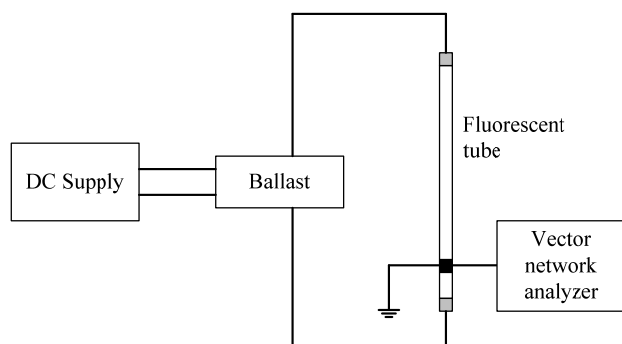 DC Supply
Ballast
Fluorescent
tube
Vector
network
analyzer